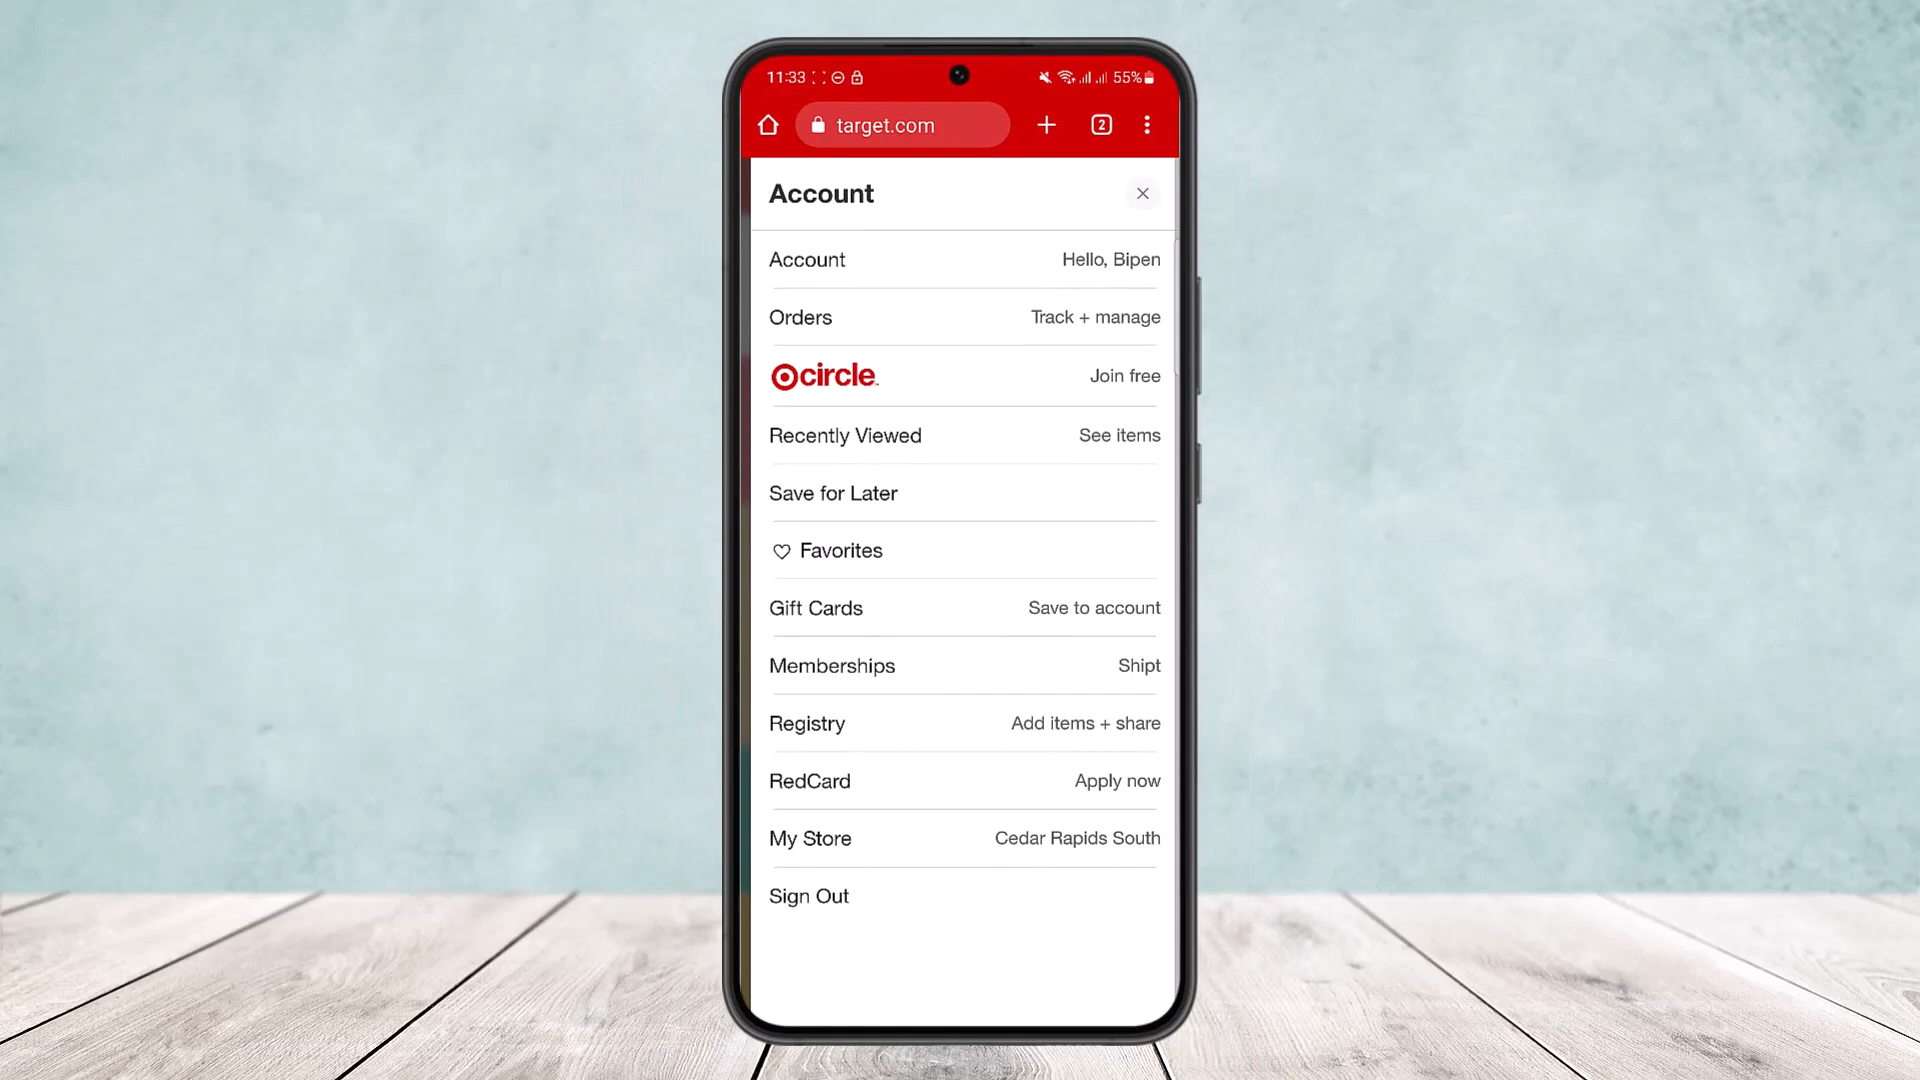 11:33 55%
target.com 2
Account
Account Hello, Bipen
Orders Track + manage
circle Join free
Recently Viewed See items
Save for Later
Favorites
Gift Cards Save to account
Memberships Shipt
Registry Add items + share
RedCard Apply now
My Store Cedar Rapids South
Sign Out